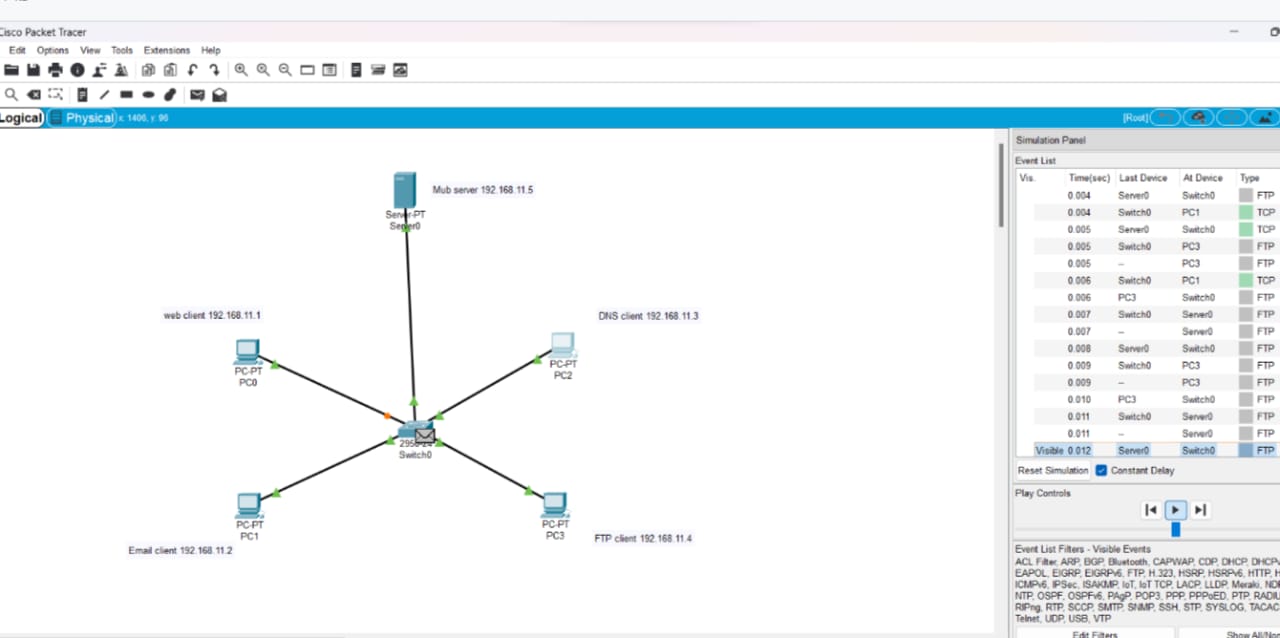 Cisco Packet Tracer
Edit Options View Tools Extensions Help
Logical Physical x: 1406, y: 96 [Root]
Simulation Panel
Event List
Vis. Time(sec) Last Device At Device Type
0.004 Server0 Switch0 FTP
0.004 Switch0 PC1 TCP
0.005 Server0 Switch0 TCP
0.005 Switch0 PC3 FTP
0.005 -- PC3 FTP
0.006 Switch0 PC1 TCP
0.006 PC3 Switch0 FTP
0.007 Switch0 Server0 FTP
0.007 -- Server0 FTP
0.008 Server0 Switch0 FTP
0.009 Switch0 PC3 FTP
0.009 -- PC3 FTP
0.010 PC3 Switch0 FTP
0.011 Switch0 Server0 FTP
0.011 -- Server0 FTP
Visible 0.012 Server0 Switch0 FTP
Reset Simulation Constant Delay
Play Controls
Event List Filters - Visible Events
ACL Filter, ARP, BGP, Bluetooth, CAPWAP, CDP, DHCP, DHCPv
EAPOL, EIGRP, EIGRPv6, FTP, H.323, HSRP, HSRPv6, HTTP, H
ICMPv6, IPSec, ISAKMP, IoT, IoT TCP, LACP, LLDP, Meraki, ND
NTP, OSPF, OSPFv6, PAgP, POP3, PPP, PPPoED, PTP, RADIU
RIPng, RTP, SCCP, SMTP, SNMP, SSH, STP, SYSLOG, TACAC
Telnet, UDP, USB, VTP
Edit Filters Show All/Non
Mub server 192.168.11.5
Server-PT
Server0
web client 192.168.11.1
PC-PT
PC0
DNS client 192.168.11.3
PC-PT
PC2
2950-24
Switch0
PC-PT
PC1
Email client 192.168.11.2
PC-PT
PC3
FTP client 192.168.11.4